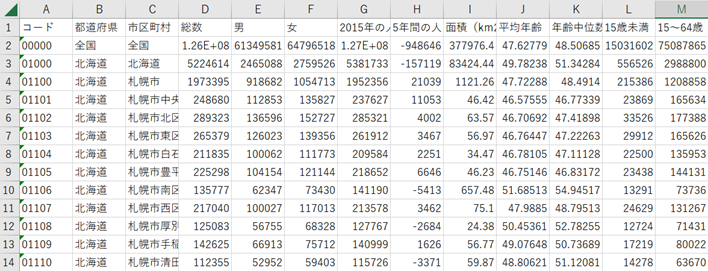 A B C D E F G H I J K L M
1 コード 都道府県 市区町村 総数 男 女 2015年の人 5年間の人 面積（km2 平均年齢 年齢中位数 15歳未満 15～64歳
2 00000 全国 全国 1.26E+08 61349581 64796518 1.27E+08 -948646 377976.4 47.62779 48.50685 15031602 75087865
3 01000 北海道 北海道 5224614 2465088 2759526 5381733 -157119 83424.44 49.78238 51.34284 556526 2988800
4 01100 北海道 札幌市 1973395 918682 1054713 1952356 21039 1121.26 47.72288 48.4914 215386 1208858
5 01101 北海道 札幌市中央 248680 112853 135827 237627 11053 46.42 46.57555 46.77339 23869 165634
6 01102 北海道 札幌市北区 289323 136596 152727 285321 4002 63.57 46.70692 47.41898 33526 177388
7 01103 北海道 札幌市東区 265379 126023 139356 261912 3467 56.97 46.76447 47.22263 29912 165626
8 01104 北海道 札幌市白石 211835 100062 111773 209584 2251 34.47 46.78105 47.11128 22500 135953
9 01105 北海道 札幌市豊平 225298 104154 121144 218652 6646 46.23 46.75146 46.83172 23438 144131
10 01106 北海道 札幌市南区 135777 62347 73430 141190 -5413 657.48 51.68513 54.94517 13291 73736
11 01107 北海道 札幌市西区 217040 100027 117013 213578 3462 75.1 47.9885 48.79513 24629 131267
12 01108 北海道 札幌市厚別 125083 56755 68328 127767 -2684 24.38 50.45361 52.78255 12724 71431
13 01109 北海道 札幌市手稲 142625 66913 75712 140999 1626 56.77 49.07648 50.73689 17219 80022
14 01110 北海道 札幌市清田 112355 52952 59403 115726 -3371 59.87 48.80621 51.12081 14278 63670